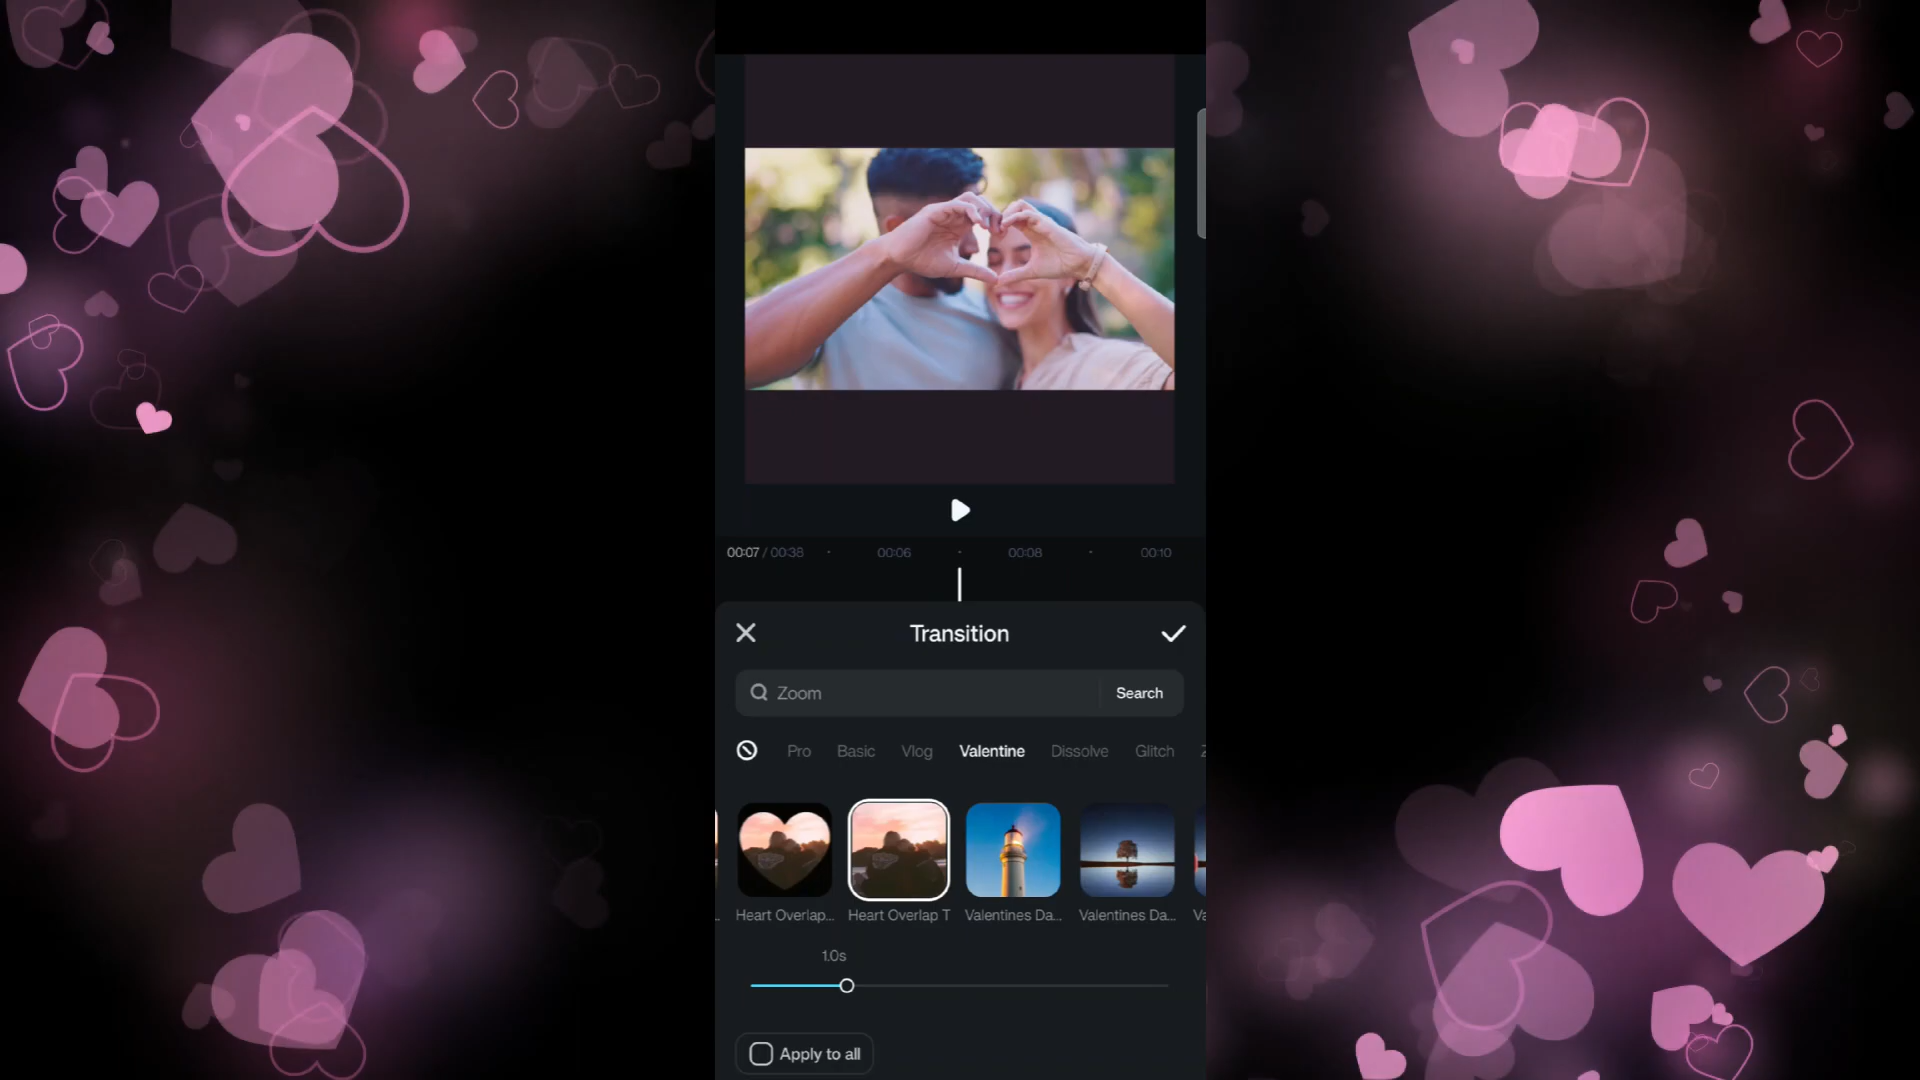 00:07 / 00:38 00:06 00:08 00:10
Transition
Zoom Search
Pro Basic Vlog Valentine Dissolve Glitch Z
Heart Overlap... Heart Overlap T Valentines Da... Valentines Da... Va
1.0s
Apply to all